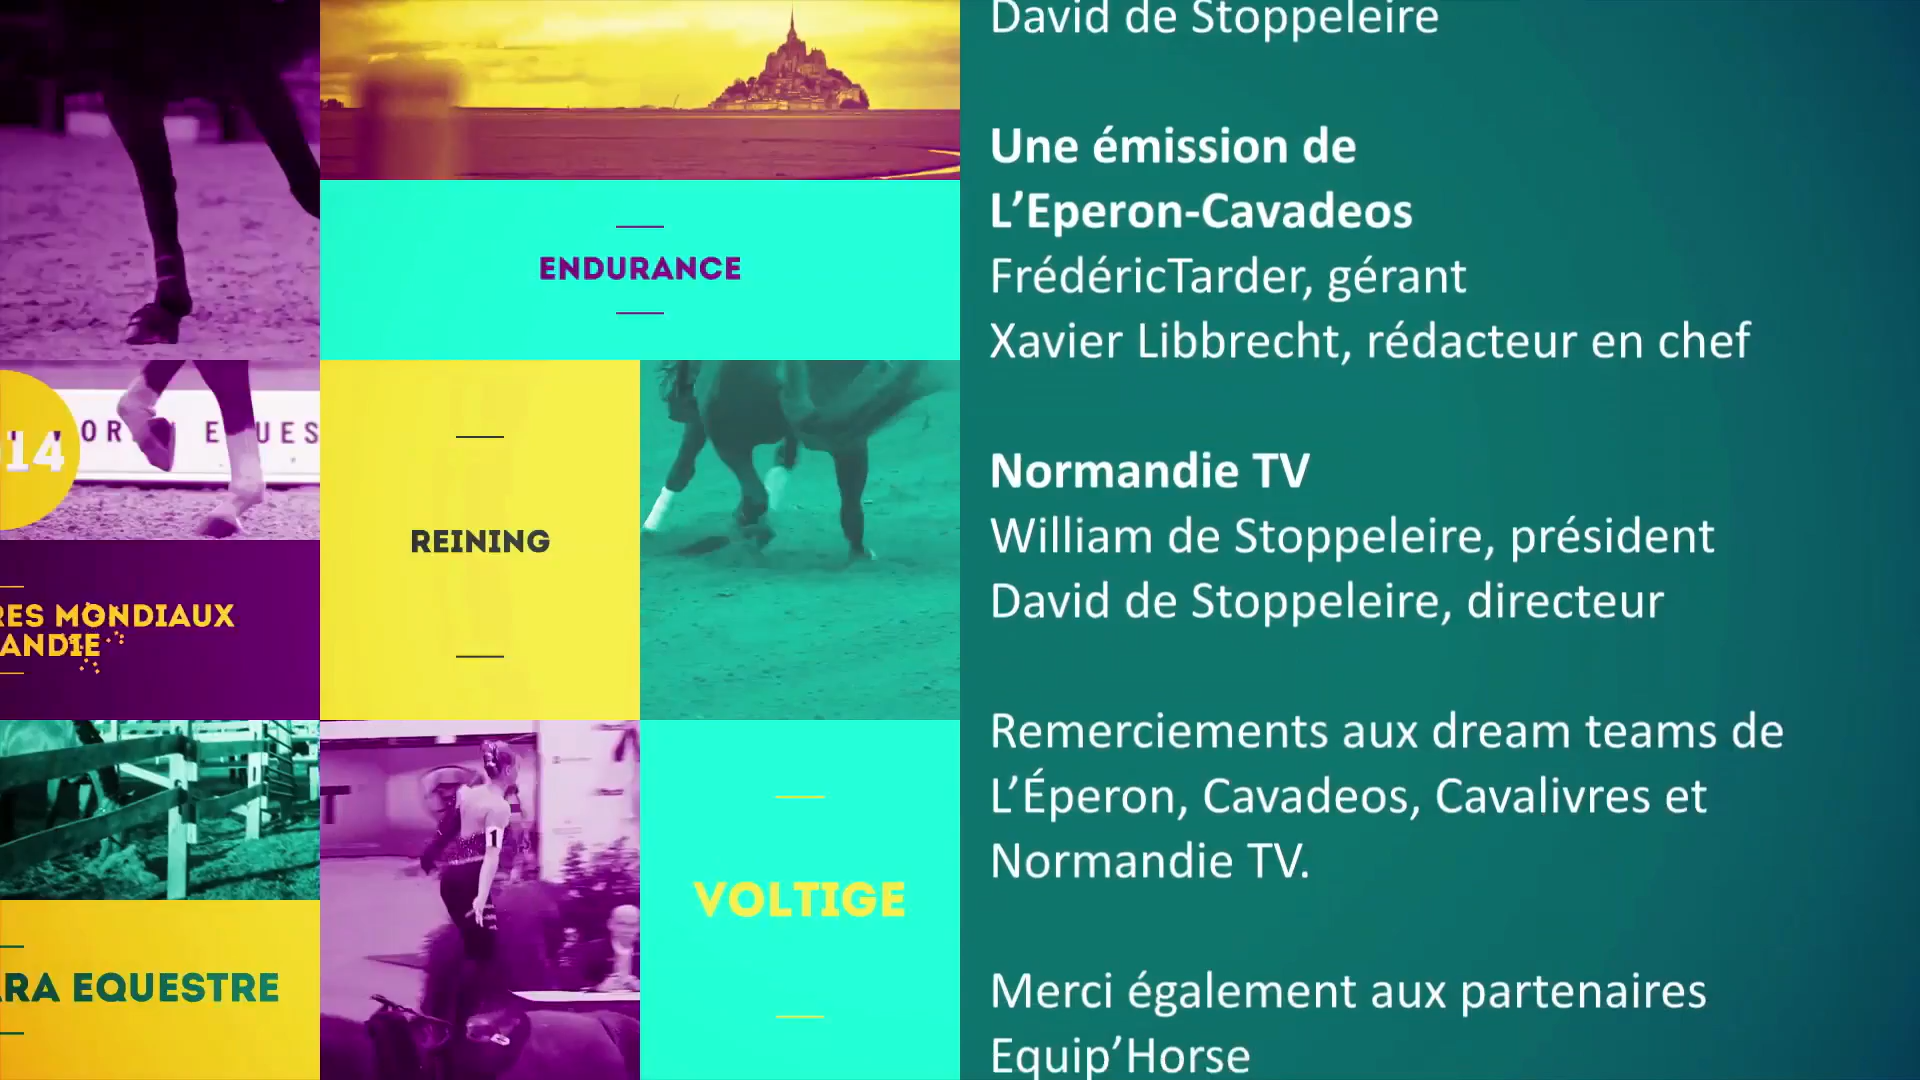 ENDURANCE
14
REINING
RES MONDIAUX
ANDIE
VOLTIGE
RA EQUESTRE
David de Stoppeleire
Une émission de
L’Eperon-Cavadeos
FrédéricTarder, gérant
Xavier Libbrecht, rédacteur en chef
Normandie TV
William de Stoppeleire, président
David de Stoppeleire, directeur
Remerciements aux dream teams de
L’Éperon, Cavadeos, Cavalivres et
Normandie TV.
Merci également aux partenaires
Equip’Horse